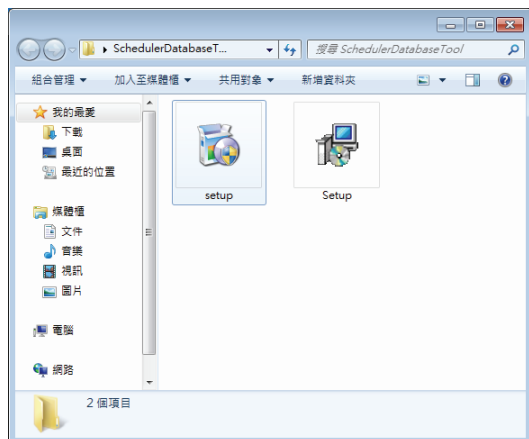 SchedulerDatabaseT...
搜尋 SchedulerDatabaseTool
組合管理
加入至媒體櫃
共用對象
新增資料夾
我的最愛
下載
桌面
最近的位置
媒體櫃
文件
音樂
視訊
圖片
電腦
網路
setup
Setup
2 個項目